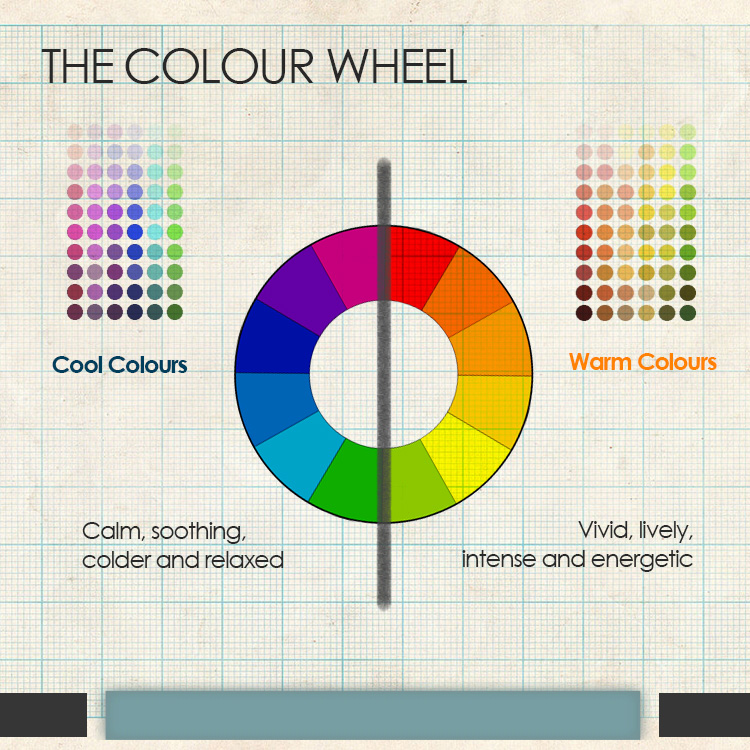 THE COLOUR WHEEL
Cool Colours
Warm Colours
Calm, soothing,
colder and relaxed
Vivid, lively,
intense and energetic